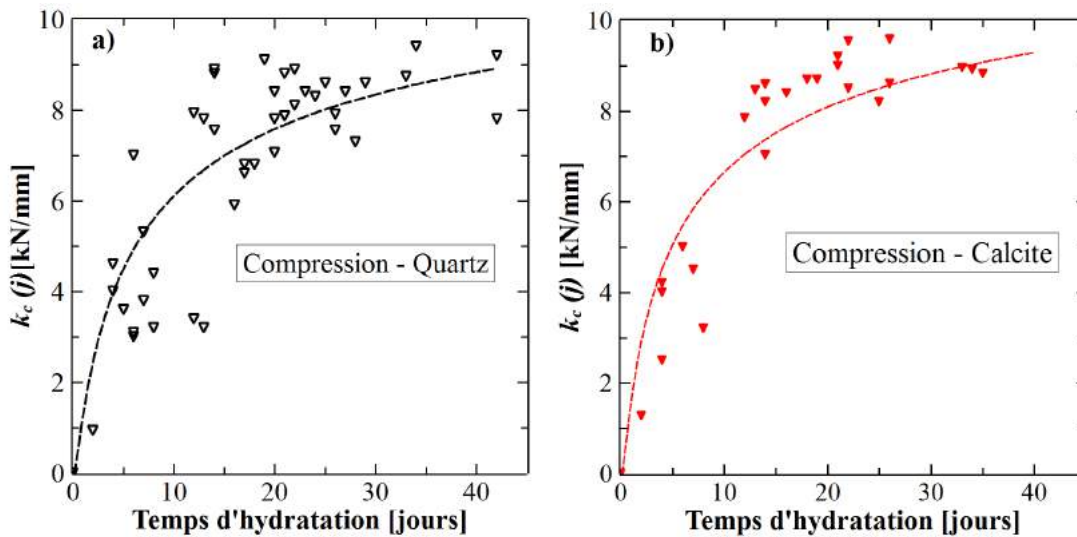 a)
10
8
6
4
2
0
k_c (j)[kN/mm]
Compression - Quartz
0 10 20 30 40
Temps d'hydratation [jours]
b)
10
8
6
4
2
0
k_c (j) [kN/mm]
Compression - Calcite
0 10 20 30 40
Temps d'hydratation [jours]